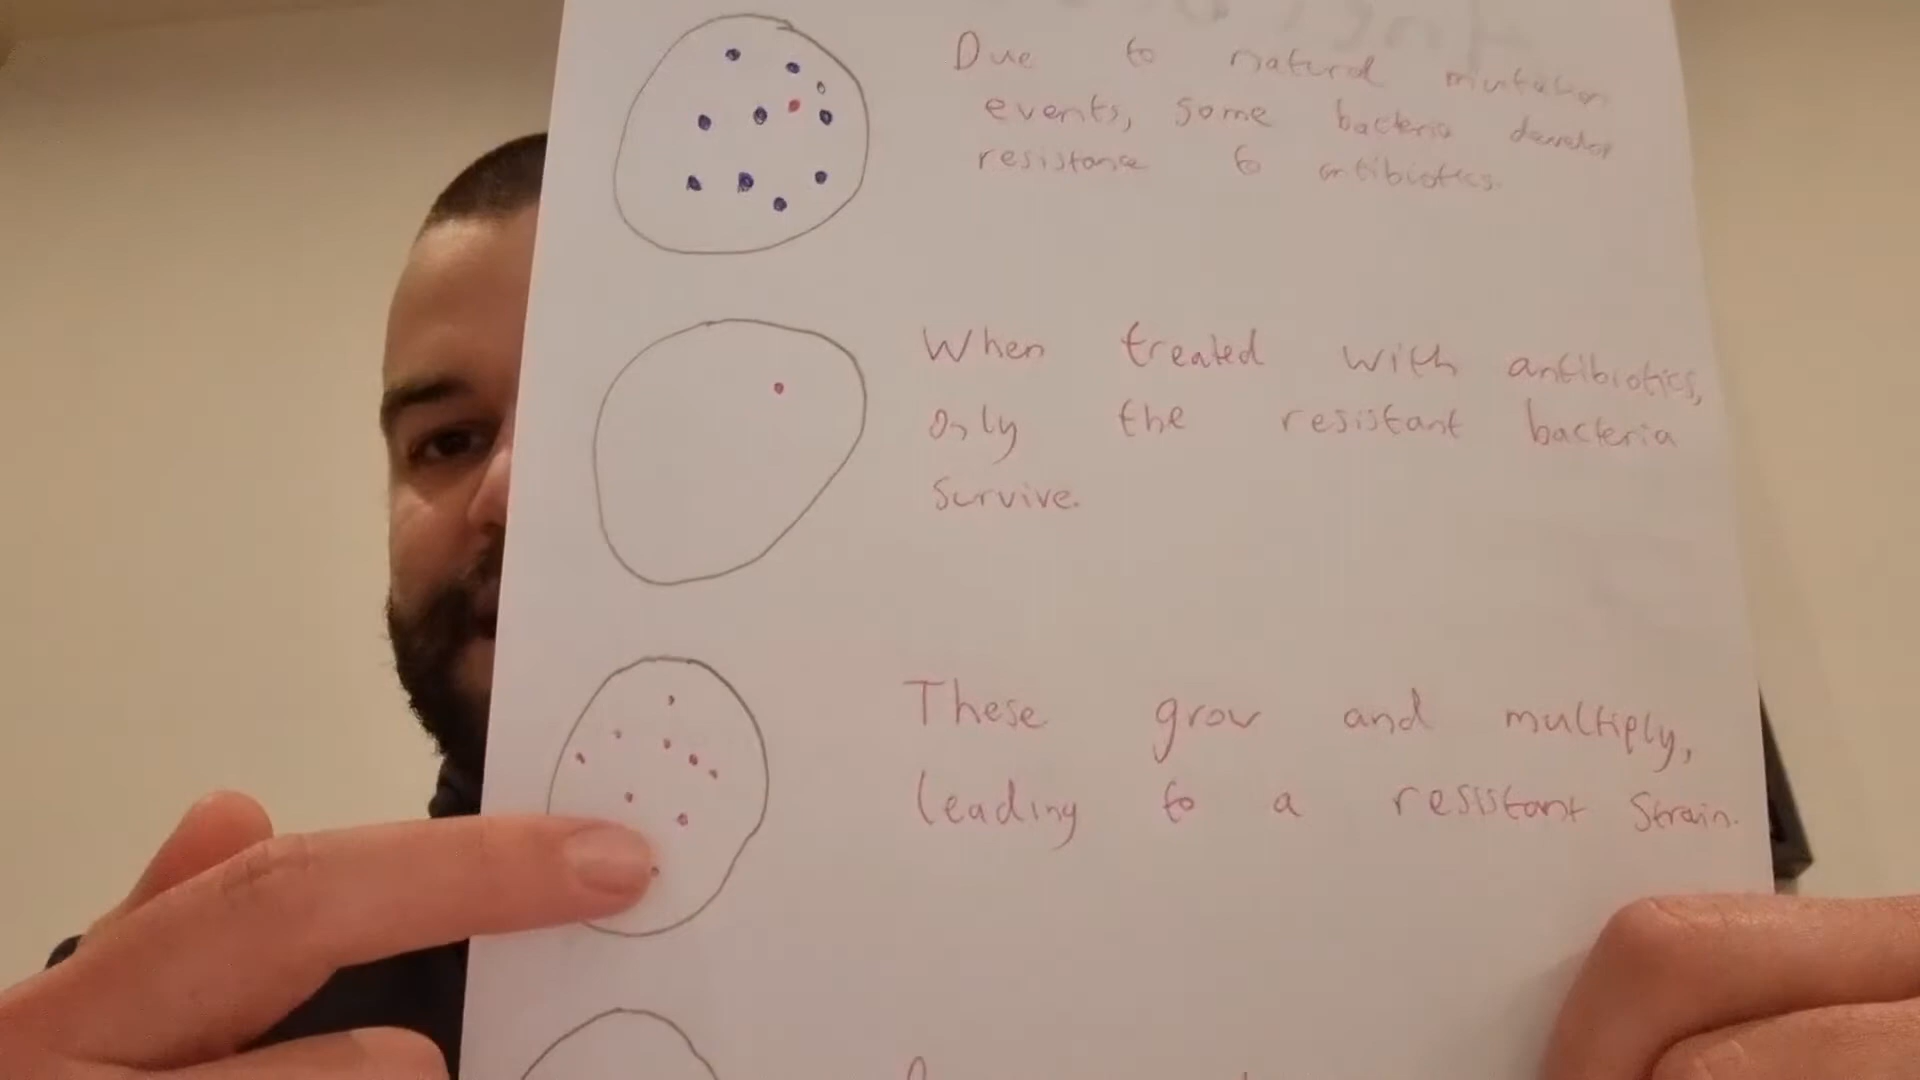 Due to natural mutation
events, some bacteria develop
resistance to antibiotics.
When treated with antibiotics,
only the resistant bacteria
survive.
These grow and multiply,
leading to a resistant strain.